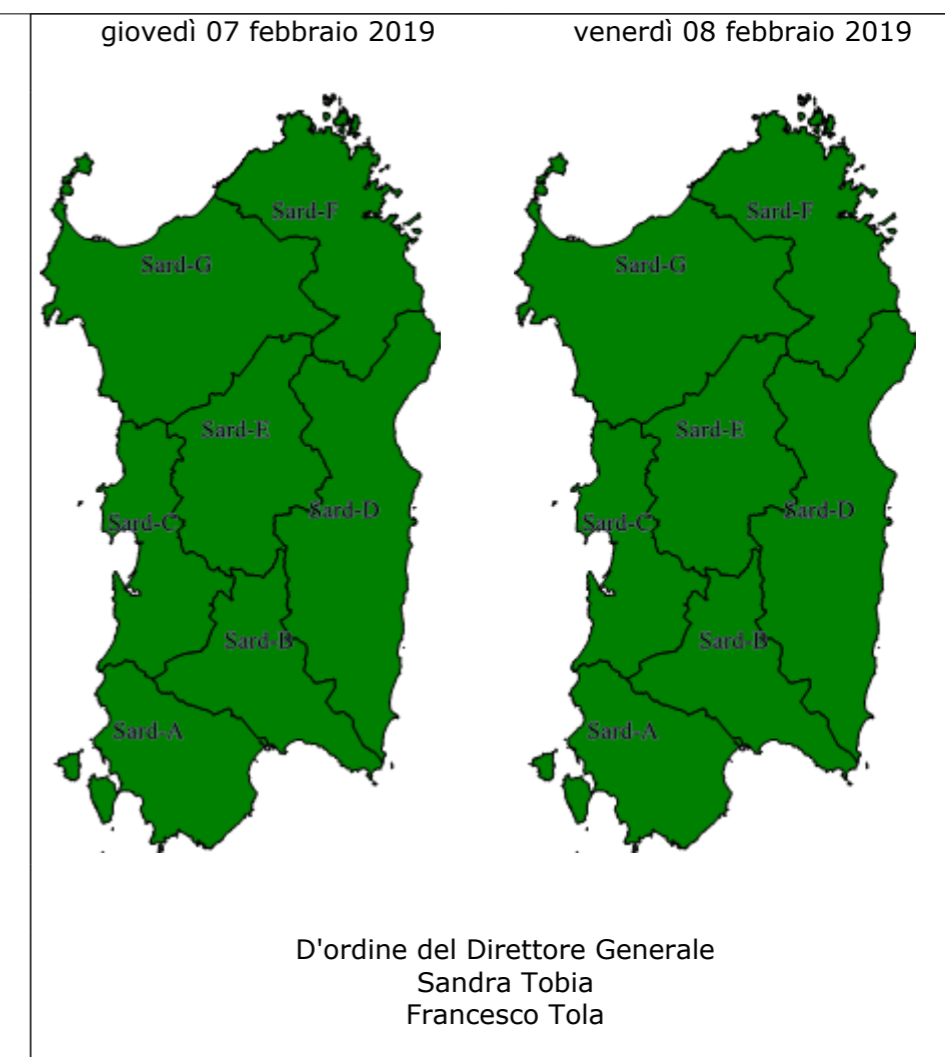 giovedì 07 febbraio 2019
venerdì 08 febbraio 2019
Sard-F
Sard-G
Sard-E
Sard-D
Sard-C
Sard-B
Sard-A
Sard-F
Sard-G
Sard-E
Sard-D
Sard-C
Sard-B
Sard-A
D'ordine del Direttore Generale
Sandra Tobia
Francesco Tola